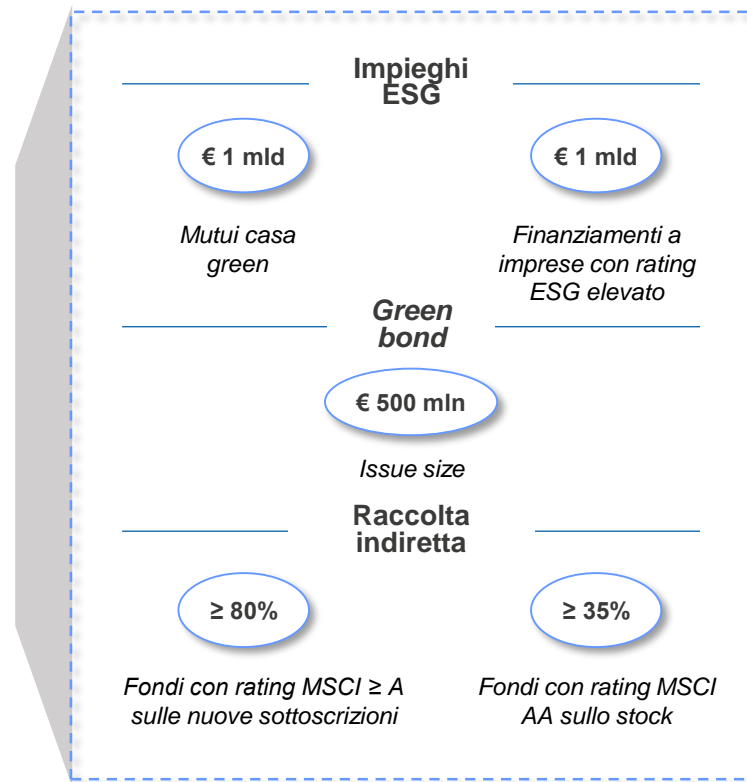 Impieghi
ESG
€ 1 mld
€ 1 mld
Mutui casa
green
Finanziamenti a
imprese con rating
ESG elevato
Green
bond
€ 500 mln
Issue size
Raccolta
indiretta
≥ 80%
≥ 35%
Fondi con rating MSCI ≥ A
sulle nuove sottoscrizioni
Fondi con rating MSCI
AA sullo stock